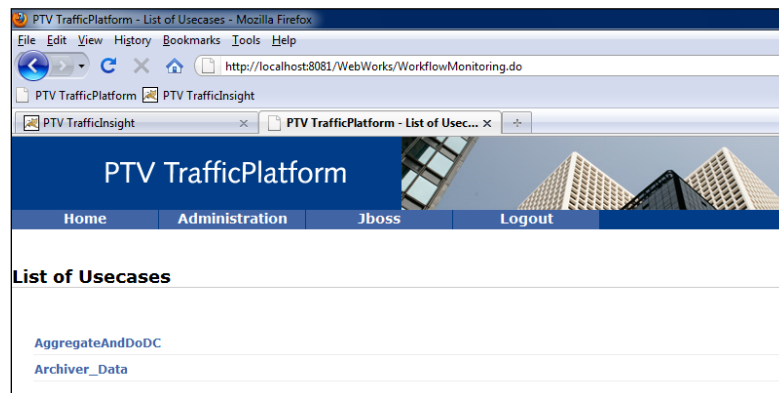 PTV TrafficPlatform - List of Usecases - Mozilla Firefox
File Edit View History Bookmarks Tools Help
http://localhost:8081/WebWorks/WorkflowMonitoring.do
PTV TrafficPlatform PTV TrafficInsight
PTV TrafficInsight PTV TrafficPlatform - List of Usec...
PTV TrafficPlatform
Home Administration Jboss Logout
List of Usecases
AggregateAndDoDC
Archiver_Data